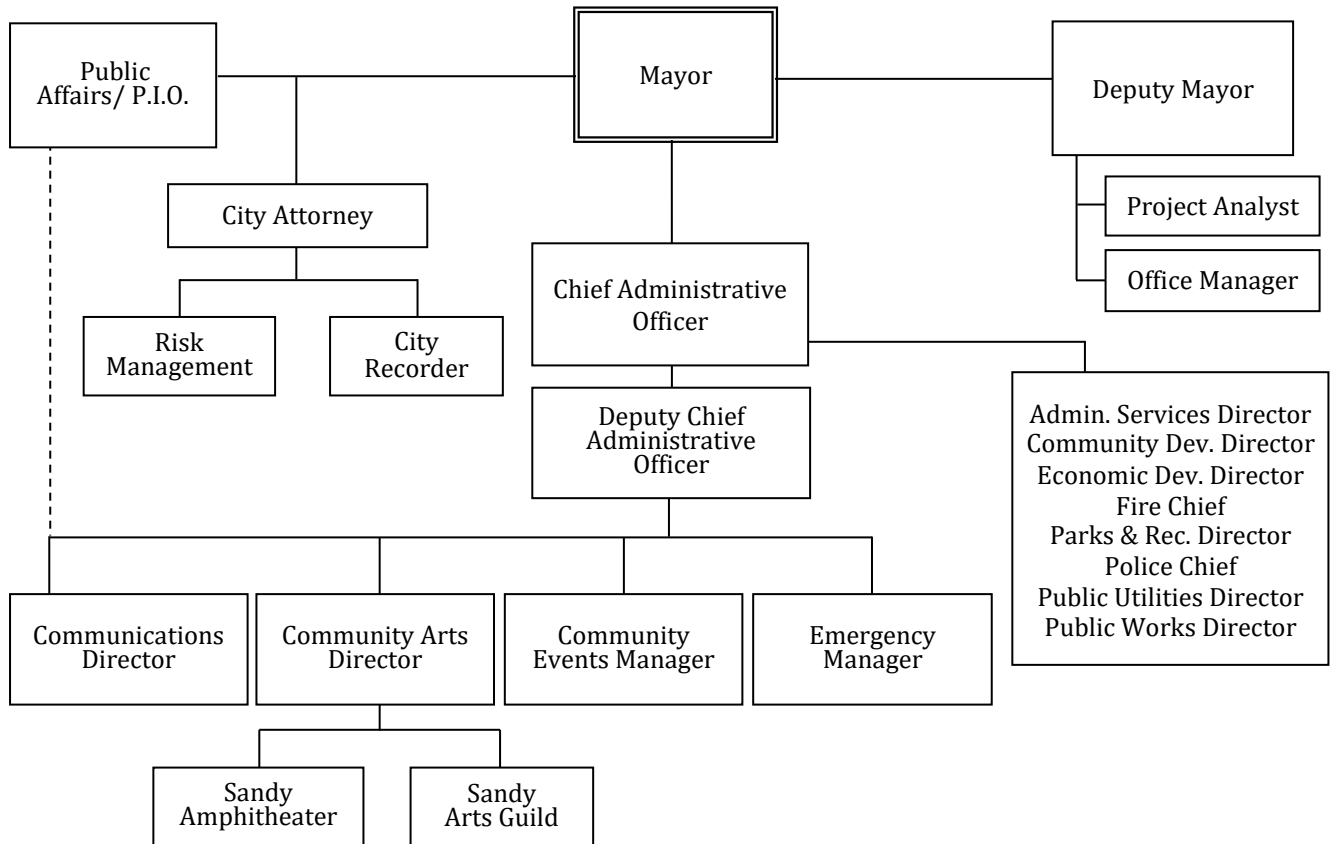 Public
Affairs/ P.I.O.
Mayor
Deputy Mayor
City Attorney
Project Analyst
Office Manager
Chief Administrative
Officer
Risk
Management
City
Recorder
Deputy Chief
Administrative
Officer
Admin. Services Director
Community Dev. Director
Economic Dev. Director
Fire Chief
Parks & Rec. Director
Police Chief
Public Utilities Director
Public Works Director
Communications
Director
Community Arts
Director
Community
Events Manager
Emergency
Manager
Sandy
Amphitheater
Sandy
Arts Guild